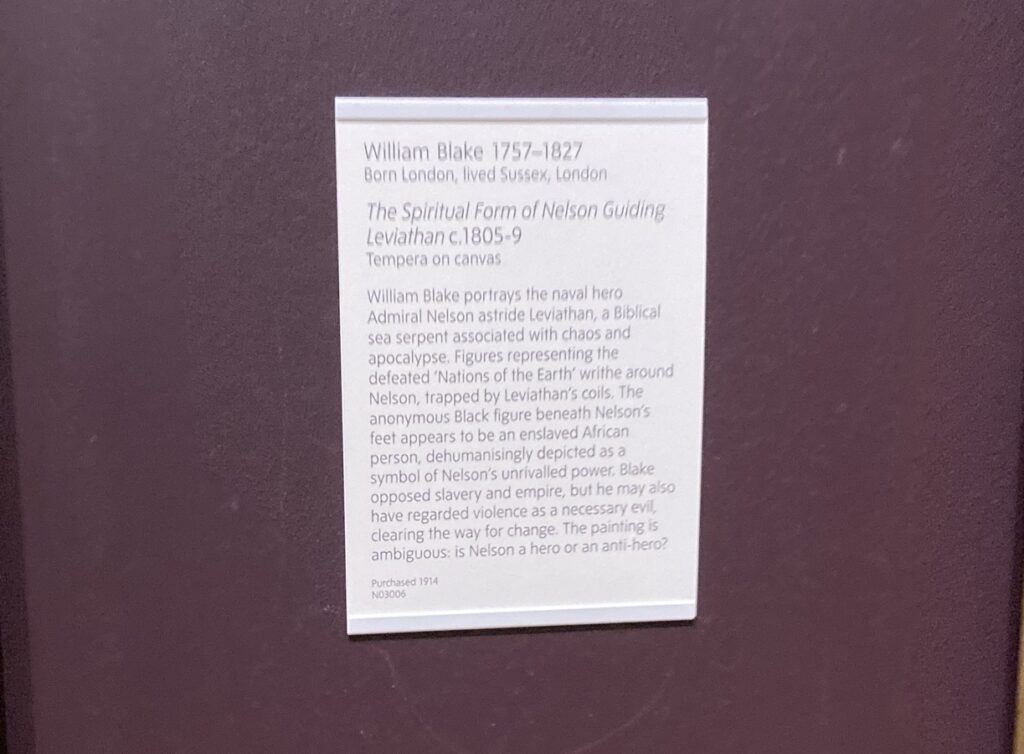 William Blake 1757–1827
Born London, lived Sussex, London
The Spiritual Form of Nelson Guiding
Leviathan c.1805-9
Tempera on canvas
William Blake portrays the naval hero
Admiral Nelson astride Leviathan, a Biblical
sea serpent associated with chaos and
apocalypse. Figures representing the
defeated ‘Nations of the Earth’ writhe around
Nelson, trapped by Leviathan’s coils. The
anonymous Black figure beneath Nelson’s
feet appears to be an enslaved African
person, dehumanisingly depicted as a
symbol of Nelson’s unrivalled power. Blake
opposed slavery and empire, but he may also
have regarded violence as a necessary evil,
clearing the way for change. The painting is
ambiguous: is Nelson a hero or an anti-hero?
Purchased 1914
N03006